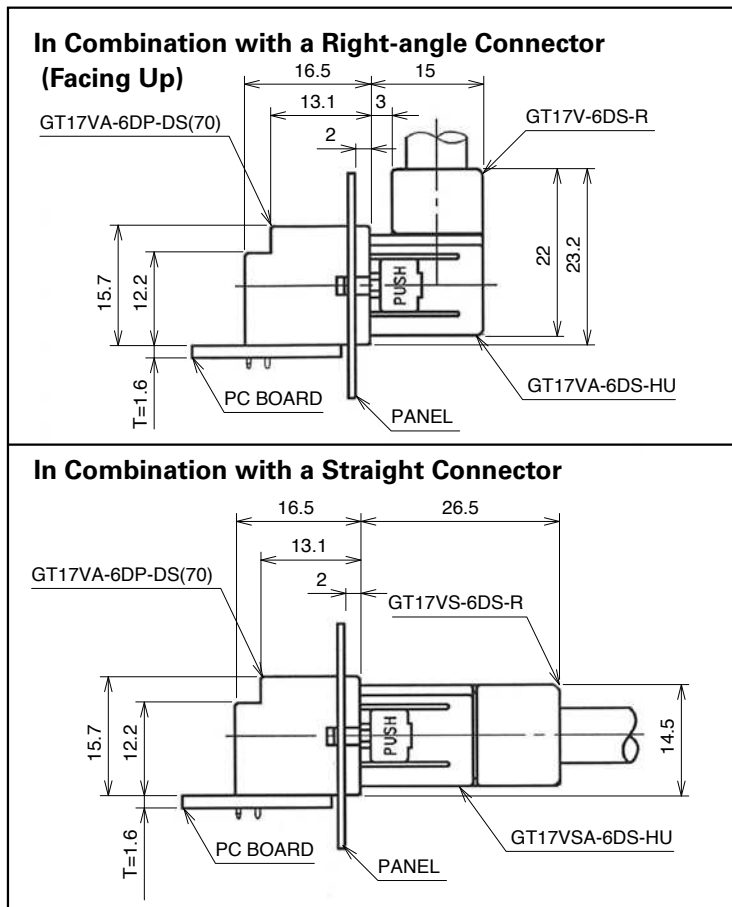 In Combination with a Right-angle Connector
(Facing Up)
16.5
15
13.1
3
GT17VA-6DP-DS(70)
GT17V-6DS-R
2
15.7
12.2
PUSH
22
23.2
T=1.6
PC BOARD
PANEL
GT17VA-6DS-HU
In Combination with a Straight Connector
16.5
26.5
13.1
GT17VA-6DP-DS(70)
2
GT17VS-6DS-R
15.7
12.2
PUSH
14.5
T=1.6
PC BOARD
PANEL
GT17VSA-6DS-HU